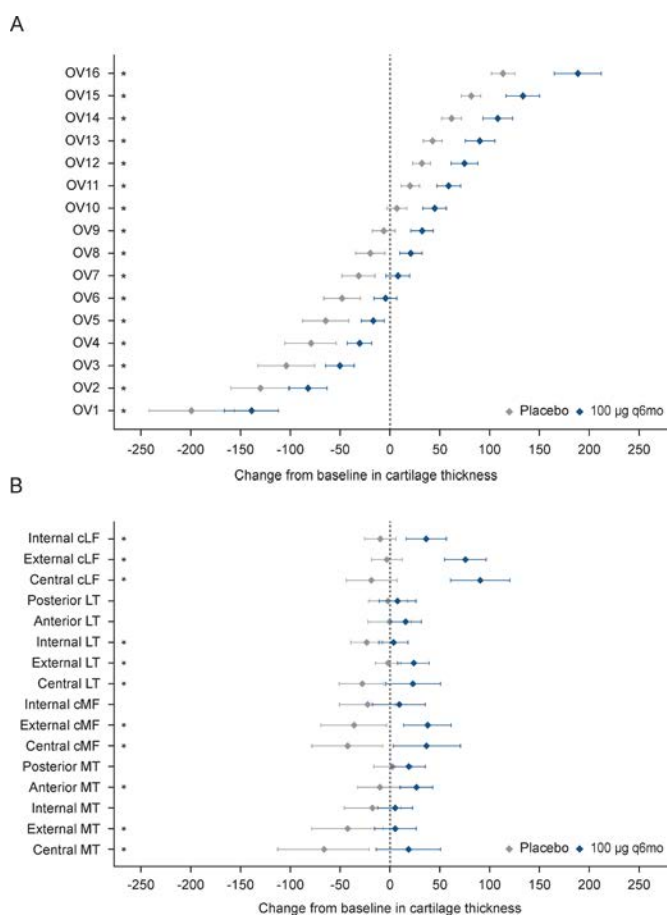 A
OV16 *
OV15 *
OV14 *
OV13 *
OV12 *
OV11 *
OV10 *
OV9 *
OV8 *
OV7 *
OV6 *
OV5 *
OV4 *
OV3 *
OV2 *
OV1 *
Placebo 100 µg q6mo
-250 -200 -150 -100 -50 0 50 100 150 200
Change from baseline in cartilage thickness
B
Internal cLF *
External cLF *
Central cLF *
Posterior LT
Anterior LT
Internal LT *
External LT *
Central LT *
Internal cMF
External cMF *
Central cMF *
Posterior MT
Anterior MT *
Internal MT
External MT *
Central MT *
Placebo 100 µg q6mo
-250 -200 -150 -100 -50 0 50 100 150 200
Change from baseline in cartilage thickness